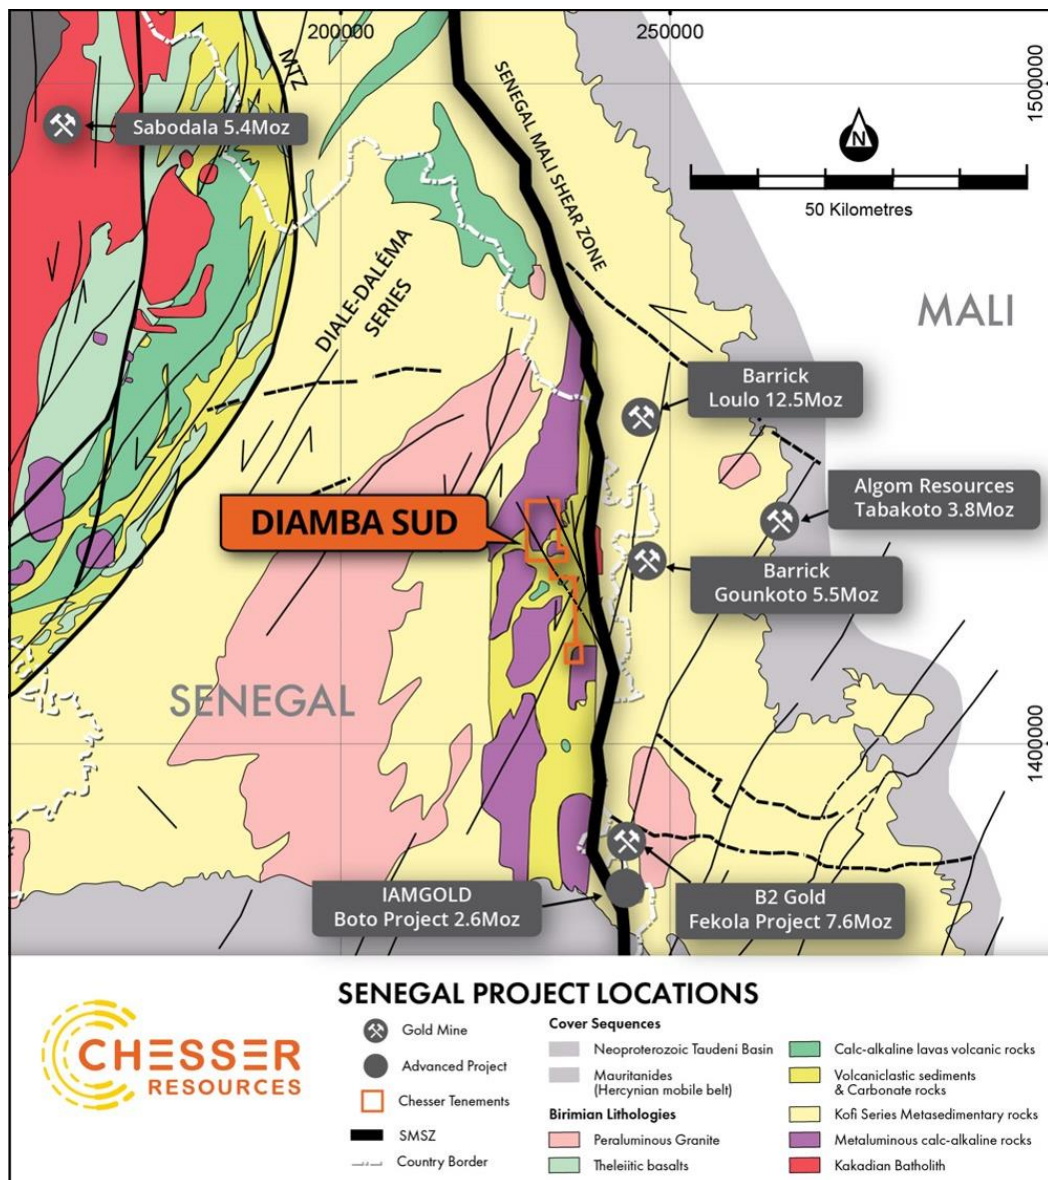 200000
250000
1500000
MTZ
SENEGAL MALI SHEAR ZONE
Sabodala 5.4Moz
N
50 Kilometres
DIALE-DALÉMA
SERIES
MALI
Barrick
Loulo 12.5Moz
Algom Resources
Tabakoto 3.8Moz
DIAMBA SUD
Barrick
Gounkoto 5.5Moz
SENEGAL
1400000
IAMGOLD
Boto Project 2.6Moz
B2 Gold
Fekola Project 7.6Moz
CHESSER
RESOURCES
SENEGAL PROJECT LOCATIONS
Gold Mine
Advanced Project
Chesser Tenements
SMSZ
Country Border
Cover Sequences
Neoproterozoic Taudeni Basin
Mauritanides
(Hercynian mobile belt)
Birimian Lithologies
Peraluminous Granite
Theleiitic basalts
Calc-alkaline lavas volcanic rocks
Volcaniclastic sediments
& Carbonate rocks
Kofi Series Metasedimentary rocks
Metaluminous calc-alkaline rocks
Kakadian Batholith